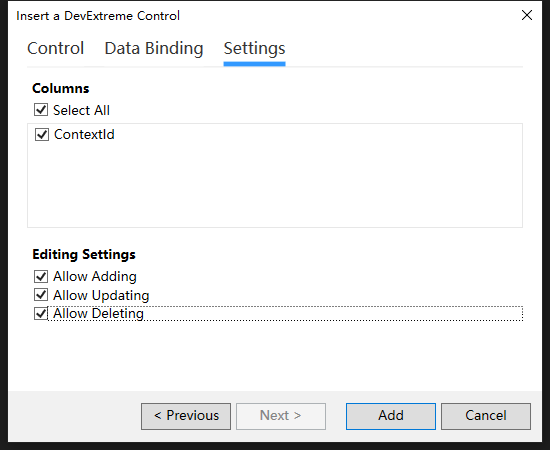 Insert a DevExtreme Control
Control Data Binding Settings
Columns
Select All
ContextId
Editing Settings
Allow Adding
Allow Updating
Allow Deleting
< Previous Next > Add Cancel